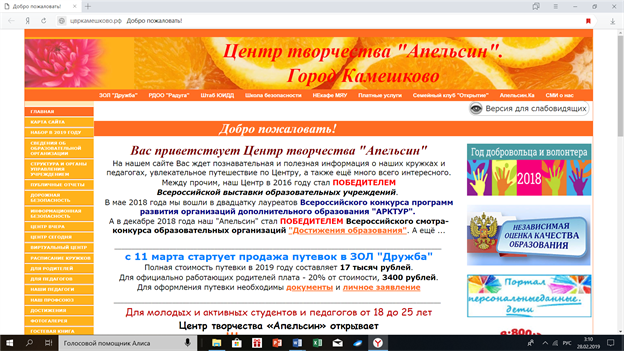 Добро пожаловать!
церкамешково.рф Добро пожаловать!
Центр творчества "Апельсин".
Город Камешково
ЗОЛ "Дружба" РДОО "Радуга" Штаб ЮИДД Школа безопасности НЕкафе МЯУ Платные услуги Семейный клуб "Открытие" Апельсин.Ка СМИ о нас
Версия для слабовидящих
ГЛАВНАЯ
КАРТА САЙТА
НАБОР К 2019 ГОДУ
СВЕДЕНИЯ ОБ
ОБРАЗОВАТЕЛЬНОЙ
ОРГАНИЗАЦИИ
СТРУКТУРА И ОРГАНЫ
УПРАВЛЕНИЯ
УЧРЕЖДЕНИЕМ
ПУБЛИЧНЫЕ ОТЧЕТЫ
ДОРОЖНАЯ
БЕЗОПАСНОСТЬ
ИНФОРМАЦИОННАЯ
БЕЗОПАСНОСТЬ
ЦЕНТР ВЧЕРА
ЦЕНТР СЕГОДНЯ
ВИРТУАЛЬНЫЙ ЦЕНТР
РАСПИСАНИЕ КРУЖКОВ
ДЛЯ РОДИТЕЛЕЙ
ДЛЯ ПЕДАГОГОВ
НАШИ ПЕДАГОГИ
НАШ ПРОФСОЮЗ
ДОСТИЖЕНИЯ
ФОТОГАЛЕРЕЯ
ГОСТЕВАЯ КНИГА
Добро пожаловать!
Вас приветствует Центр творчества "Апельсин"
На нашем сайте Вас ждет познавательная и полезная информация о наших кружках и
педагогах, увлекательное путешествие по Центру, а также ещё много всего интересного.
Между прочим, наш Центр в 2016 году стал ПОБЕДИТЕЛЕМ
Всероссийской выставки образовательных учреждений.
В мае 2018 года мы вошли в двадцатку лауреатов Всероссийского конкурса программ
развития организаций дополнительного образования "АРКТУР".
А в декабре 2018 года наш "Апельсин" стал ПОБЕДИТЕЛЕМ Всероссийского смотра-
конкурса образовательных организаций "Достижения образования". А ещё ...
с 11 марта стартует продажа путевок в ЗОЛ "Дружба"
Полная стоимость путевки в 2019 году составляет 17 тысяч рублей.
Для официально работающих родителей плата - 20% от стоимости, 3400 рублей.
Для оформления путевки необходимы документы и личное заявление
Для молодых и активных студентов и педагогов от 18 до 25 лет
Центр творчества «Апельсин» открывает
Год добровольца и волонтера
2018
НЕЗАВИСИМАЯ
ОЦЕНКА КАЧЕСТВА
ОБРАЗОВАНИЯ
Портал
персональныеданные.
дети
8-800
Голосовой помощник Алиса
РУС
3:10
28.02.2019